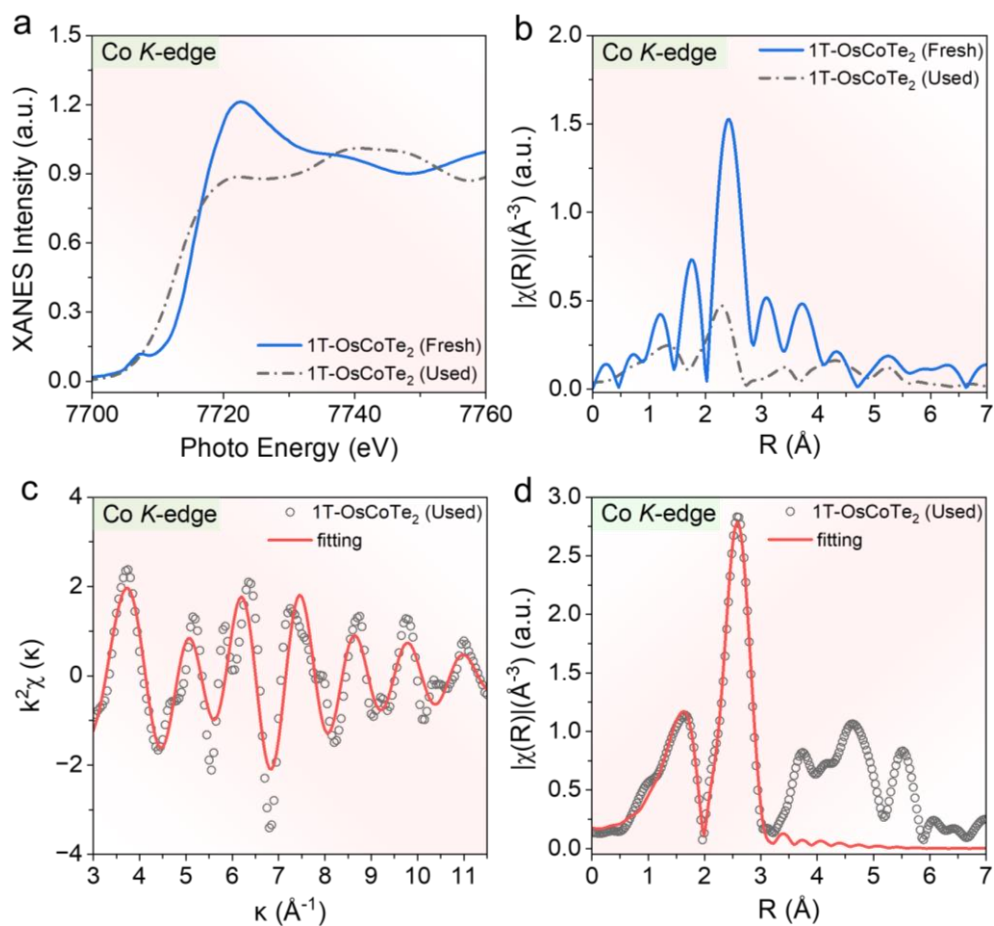 a
Co K-edge
1T-OsCoTe₂ (Fresh)
1T-OsCoTe₂ (Used)
XANES Intensity (a.u.)
1.5
1.2
0.9
0.6
0.3
0.0
7700 7720 7740 7760
Photo Energy (eV)
b
Co K-edge
1T-OsCoTe₂ (Fresh)
1T-OsCoTe₂ (Used)
|χ(R)|(Å⁻³) (a.u.)
2.0
1.5
1.0
0.5
0.0
0 1 2 3 4 5 6 7
R (Å)
c
Co K-edge
1T-OsCoTe₂ (Used)
fitting
k²χ (κ)
4
2
0
−2
−4
3 4 5 6 7 8 9 10 11
κ (Å⁻¹)
d
Co K-edge
1T-OsCoTe₂ (Used)
fitting
|χ(R)|(Å⁻³) (a.u.)
3.0
2.5
2.0
1.5
1.0
0.5
0.0
0 1 2 3 4 5 6 7
R (Å)